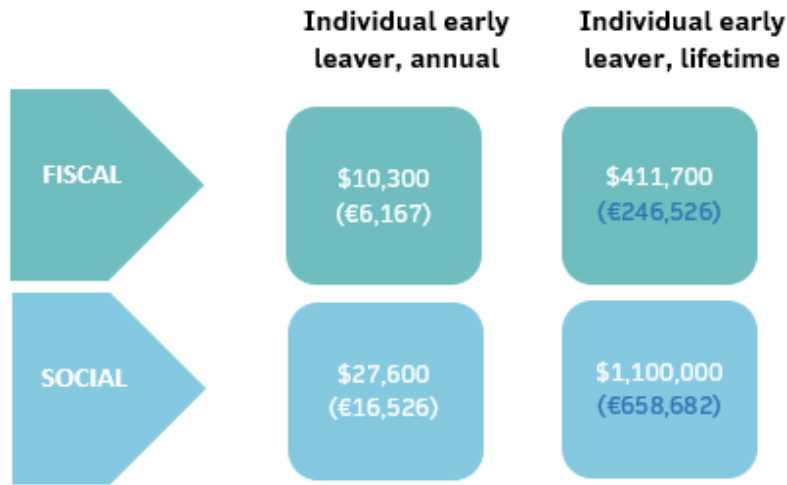 Individual early
leaver, annual
Individual early
leaver, lifetime
FISCAL
$10,300
(€6,167)
$411,700
(€246,526)
SOCIAL
$27,600
(€16,526)
$1,100,000
(€658,682)